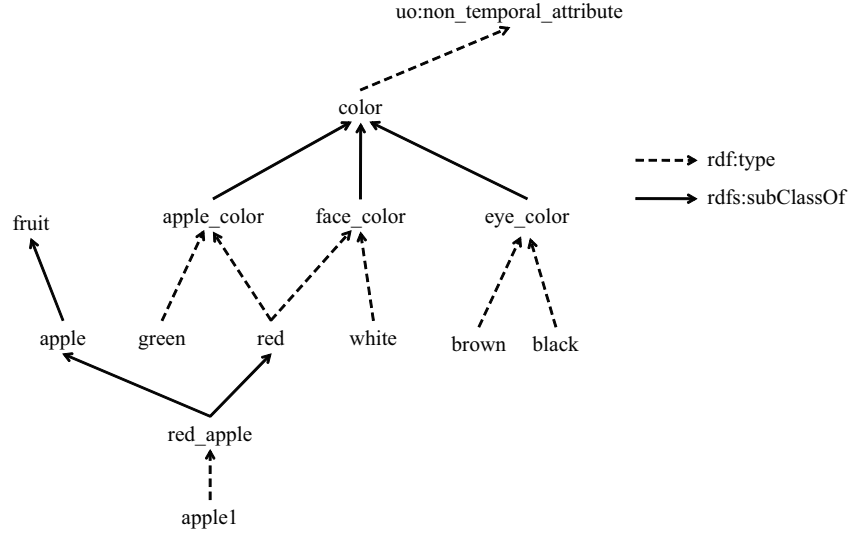 uo:non_temporal_attribute
color
rdf:type
rdfs:subClassOf
fruit
apple_color
face_color
eye_color
apple
green
red
white
brown
black
red_apple
apple1